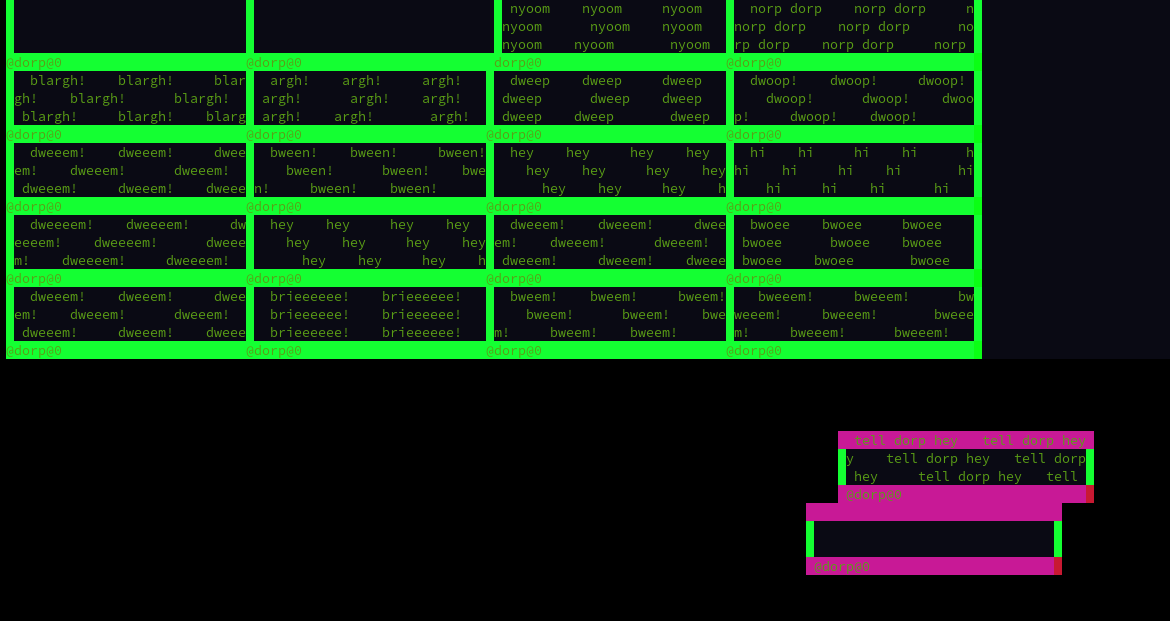 nyoom nyoom nyoom norp dorp norp dorp n
nyoom nyoom nyoom norp dorp norp dorp no
nyoom nyoom nyoom rp dorp norp dorp norp
@dorp@0 @dorp@0 dorp@0 @dorp@0
blargh! blargh! blar argh! argh! argh! dweep dweep dweep dwoop! dwoop! dwoop!
gh! blargh! blargh! argh! argh! argh! dweep dweep dweep dwoop! dwoop! dwoo
blargh! blargh! blarg argh! argh! argh! dweep dweep dweep p! dwoop! dwoop!
@dorp@0 @dorp@0 @dorp@0 @dorp@0
dweeem! dweeem! dwee bween! bween! bween! hey hey hey hey hi hi hi hi h
em! dweeem! dweeem! bween! bween! bwe hey hey hey hey hi hi hi hi hi hi
dweeem! dweeem! dweee n! bween! bween! hey hey hey h hi hi hi hi
@dorp@0 @dorp@0 @dorp@0 @dorp@0
dweeeem! dweeeem! dw hey hey hey hey dweeem! dweeem! dwee bwoee bwoee bwoee
eeeem! dweeeem! dweee hey hey hey hey em! dweeem! dweeem! bwoee bwoee bwoee
m! dweeeem! dweeeem! hey hey hey h dweeem! dweeem! dweee bwoee bwoee bwoee
@dorp@0 @dorp@0 @dorp@0 @dorp@0
dweeem! dweeem! dwee brieeeeee! brieeeeee! bweem! bweem! bweem! bweeem! bweeem! bw
em! dweeem! dweeem! brieeeeee! brieeeeee! bweem! bweem! bwe weeem! bweeem! bweee
dweeem! dweeem! dweee brieeeeee! brieeeeee! m! bweem! bweem! m! bweeem! bweeem!
@dorp@0 @dorp@0 @dorp@0 @dorp@0
tell dorp hey tell dorp hey
y tell dorp hey tell dorp
hey tell dorp hey tell
@dorp@0
@dorp@0